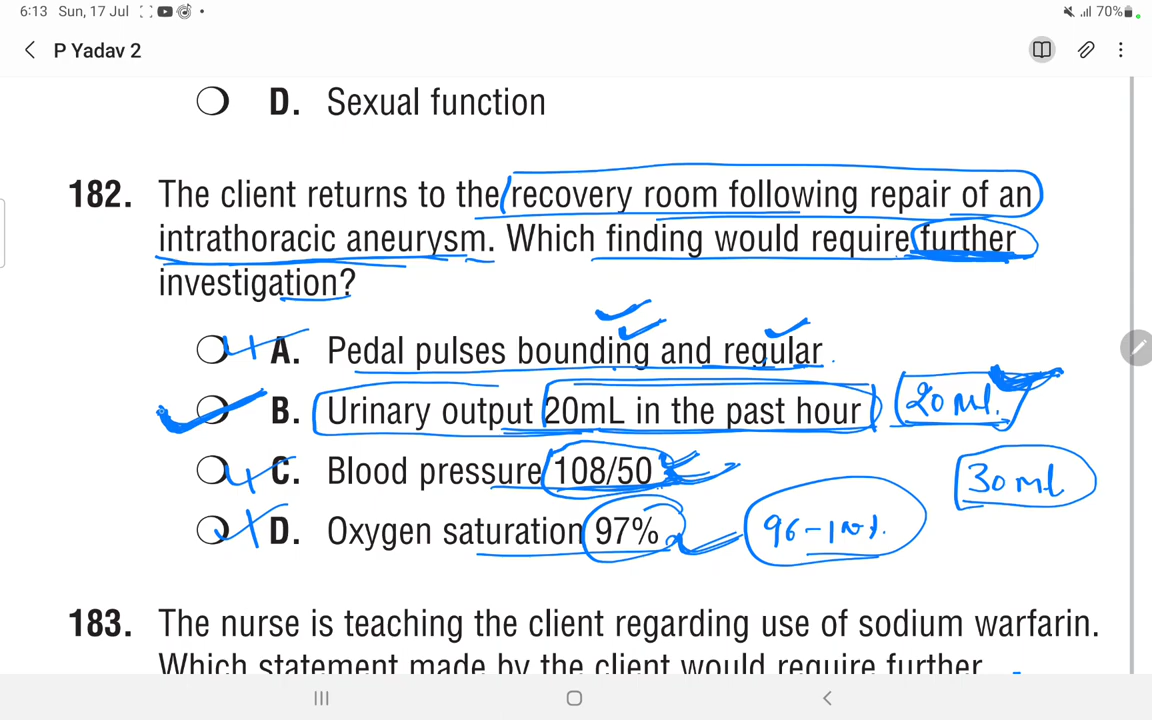 6:13 Sun, 17 Jul 70%
P Yadav 2
D. Sexual function
182. The client returns to the recovery room following repair of an
intrathoracic aneurysm. Which finding would require further
investigation?
A. Pedal pulses bounding and regular
B. Urinary output 20mL in the past hour 20 ml.
C. Blood pressure 108/50
30 ml
D. Oxygen saturation 97% 96-100%.
183. The nurse is teaching the client regarding use of sodium warfarin.
Which statement made by the client would require further